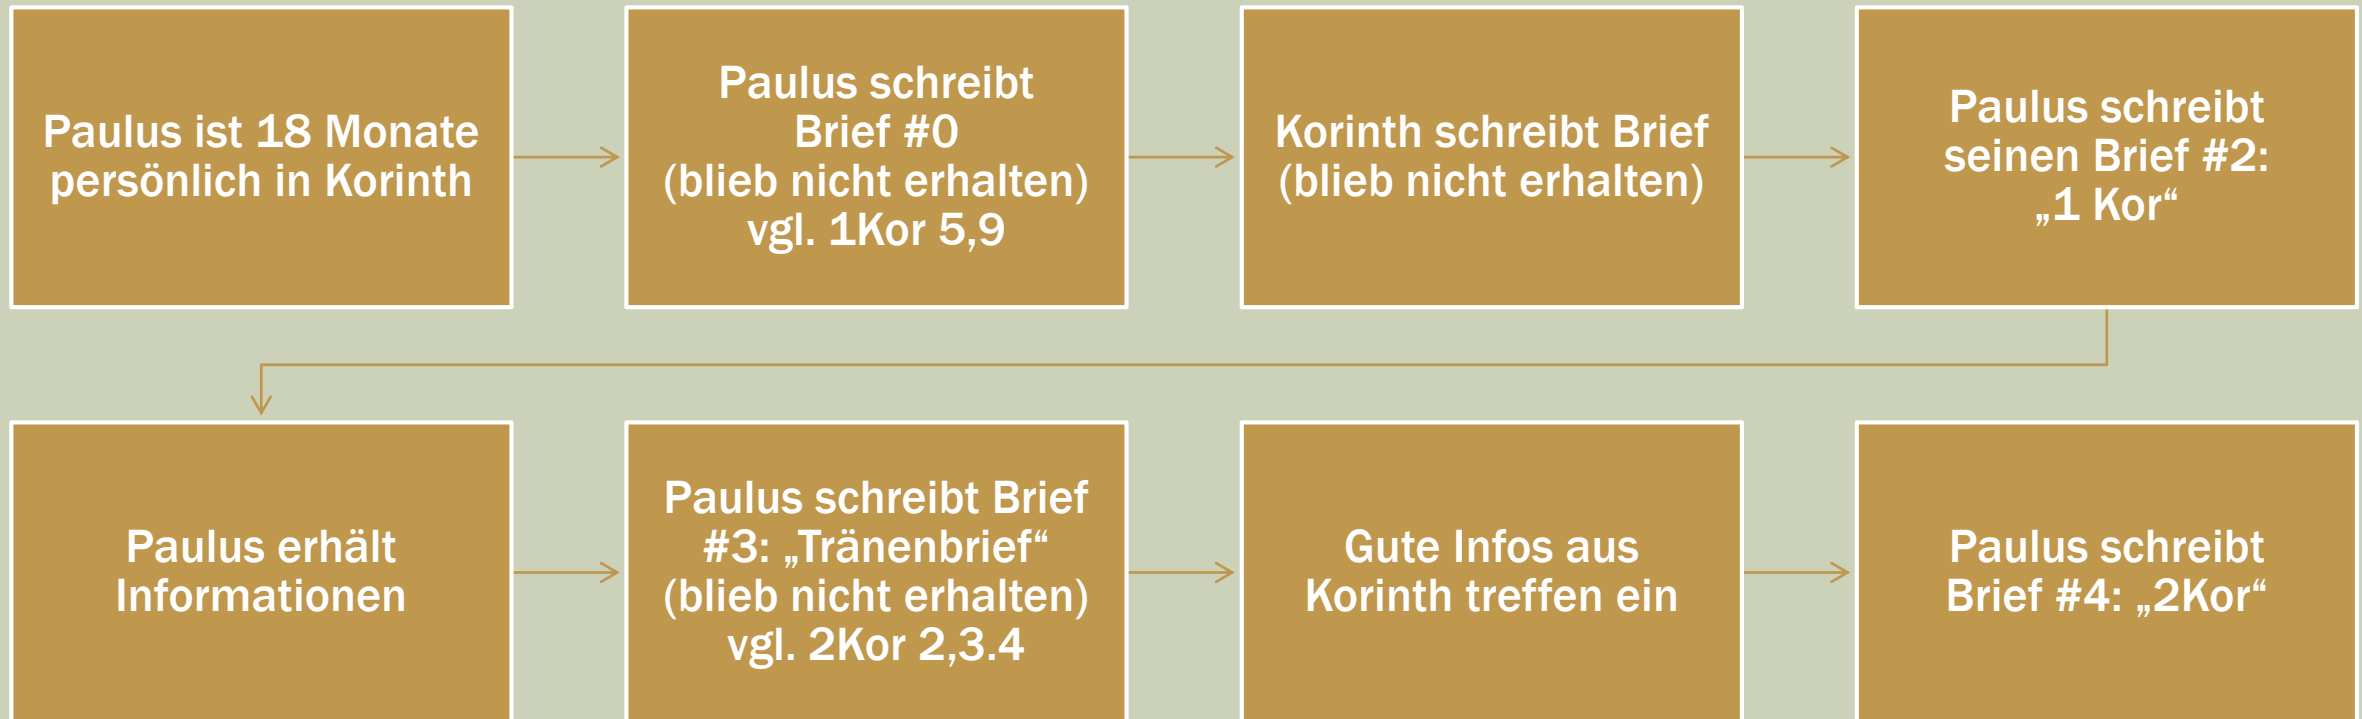 Paulus ist 18 Monate
persönlich in Korinth
Paulus schreibt
Brief #0
(blieb nicht erhalten)
vgl. 1Kor 5,9
Korinth schreibt Brief
(blieb nicht erhalten)
Paulus schreibt
seinen Brief #2:
„1 Kor“
Paulus erhält
Informationen
Paulus schreibt Brief
#3: „Tränenbrief“
(blieb nicht erhalten)
vgl. 2Kor 2,3.4
Gute Infos aus
Korinth treffen ein
Paulus schreibt
Brief #4: „2Kor“